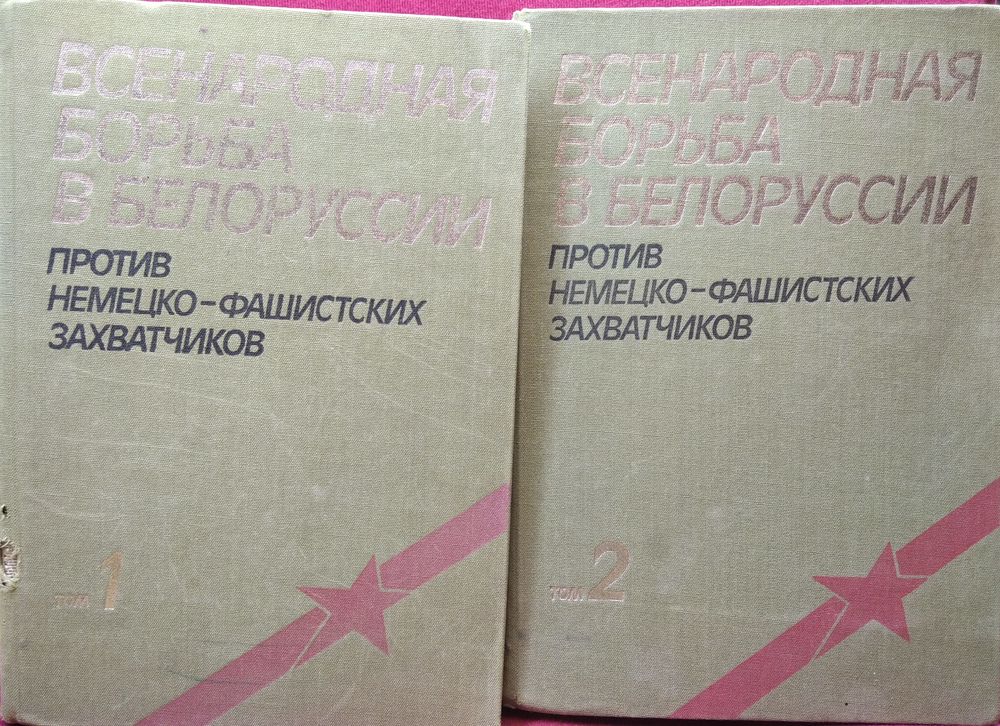 ВСЕНАРОДНАЯ
БОРЬБА
В БЕЛОРУССИИ
ПРОТИВ
НЕМЕЦКО-ФАШИСТСКИХ
ЗАХВАТЧИКОВ
ТОМ 1
ВСЕНАРОДНАЯ
БОРЬБА
В БЕЛОРУССИИ
ПРОТИВ
НЕМЕЦКО-ФАШИСТСКИХ
ЗАХВАТЧИКОВ
ТОМ 2